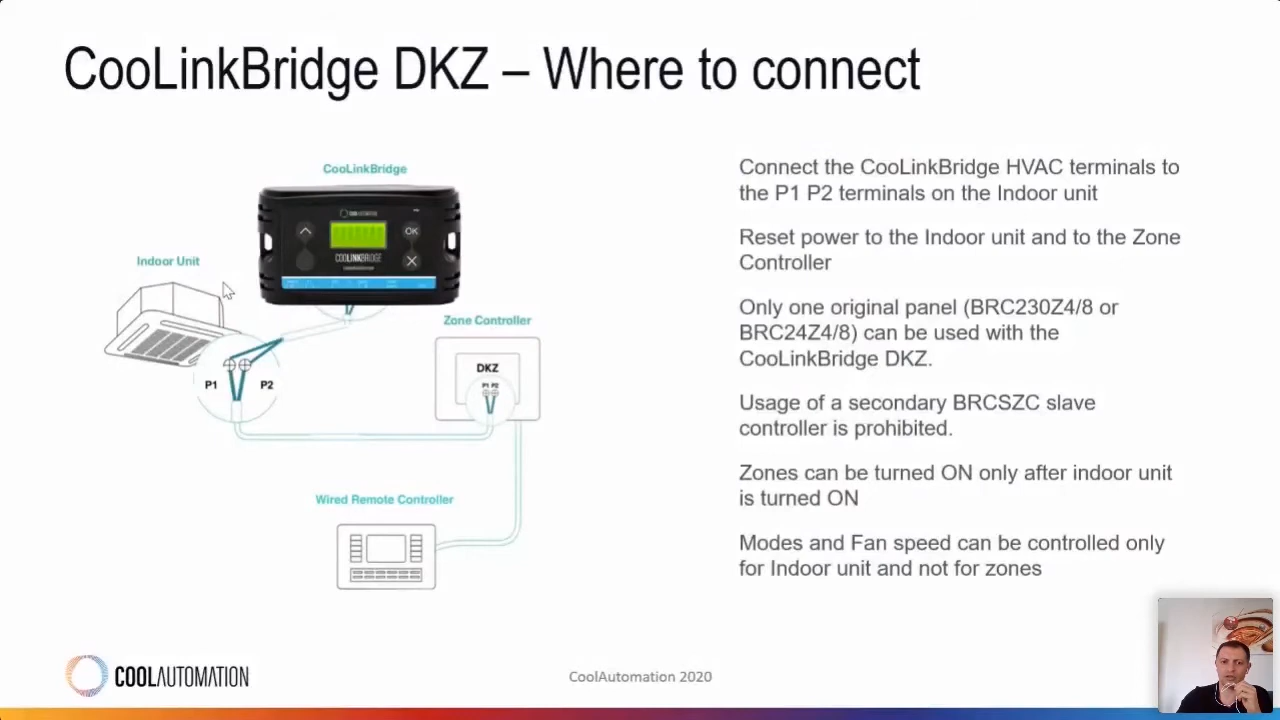 CooLinkBridge DKZ – Where to connect
CooLinkBridge
OK
COOLINKBRIDGE
Indoor Unit
P1
P2
Zone Controller
DKZ
P1 P2
Wired Remote Controller
Connect the CooLinkBridge HVAC terminals to
the P1 P2 terminals on the Indoor unit
Reset power to the Indoor unit and to the Zone
Controller
Only one original panel (BRC230Z4/8 or
BRC24Z4/8) can be used with the
CooLinkBridge DKZ.
Usage of a secondary BRCSZC slave
controller is prohibited.
Zones can be turned ON only after indoor unit
is turned ON
Modes and Fan speed can be controlled only
for Indoor unit and not for zones
COOLAUTOMATION
CoolAutomation 2020